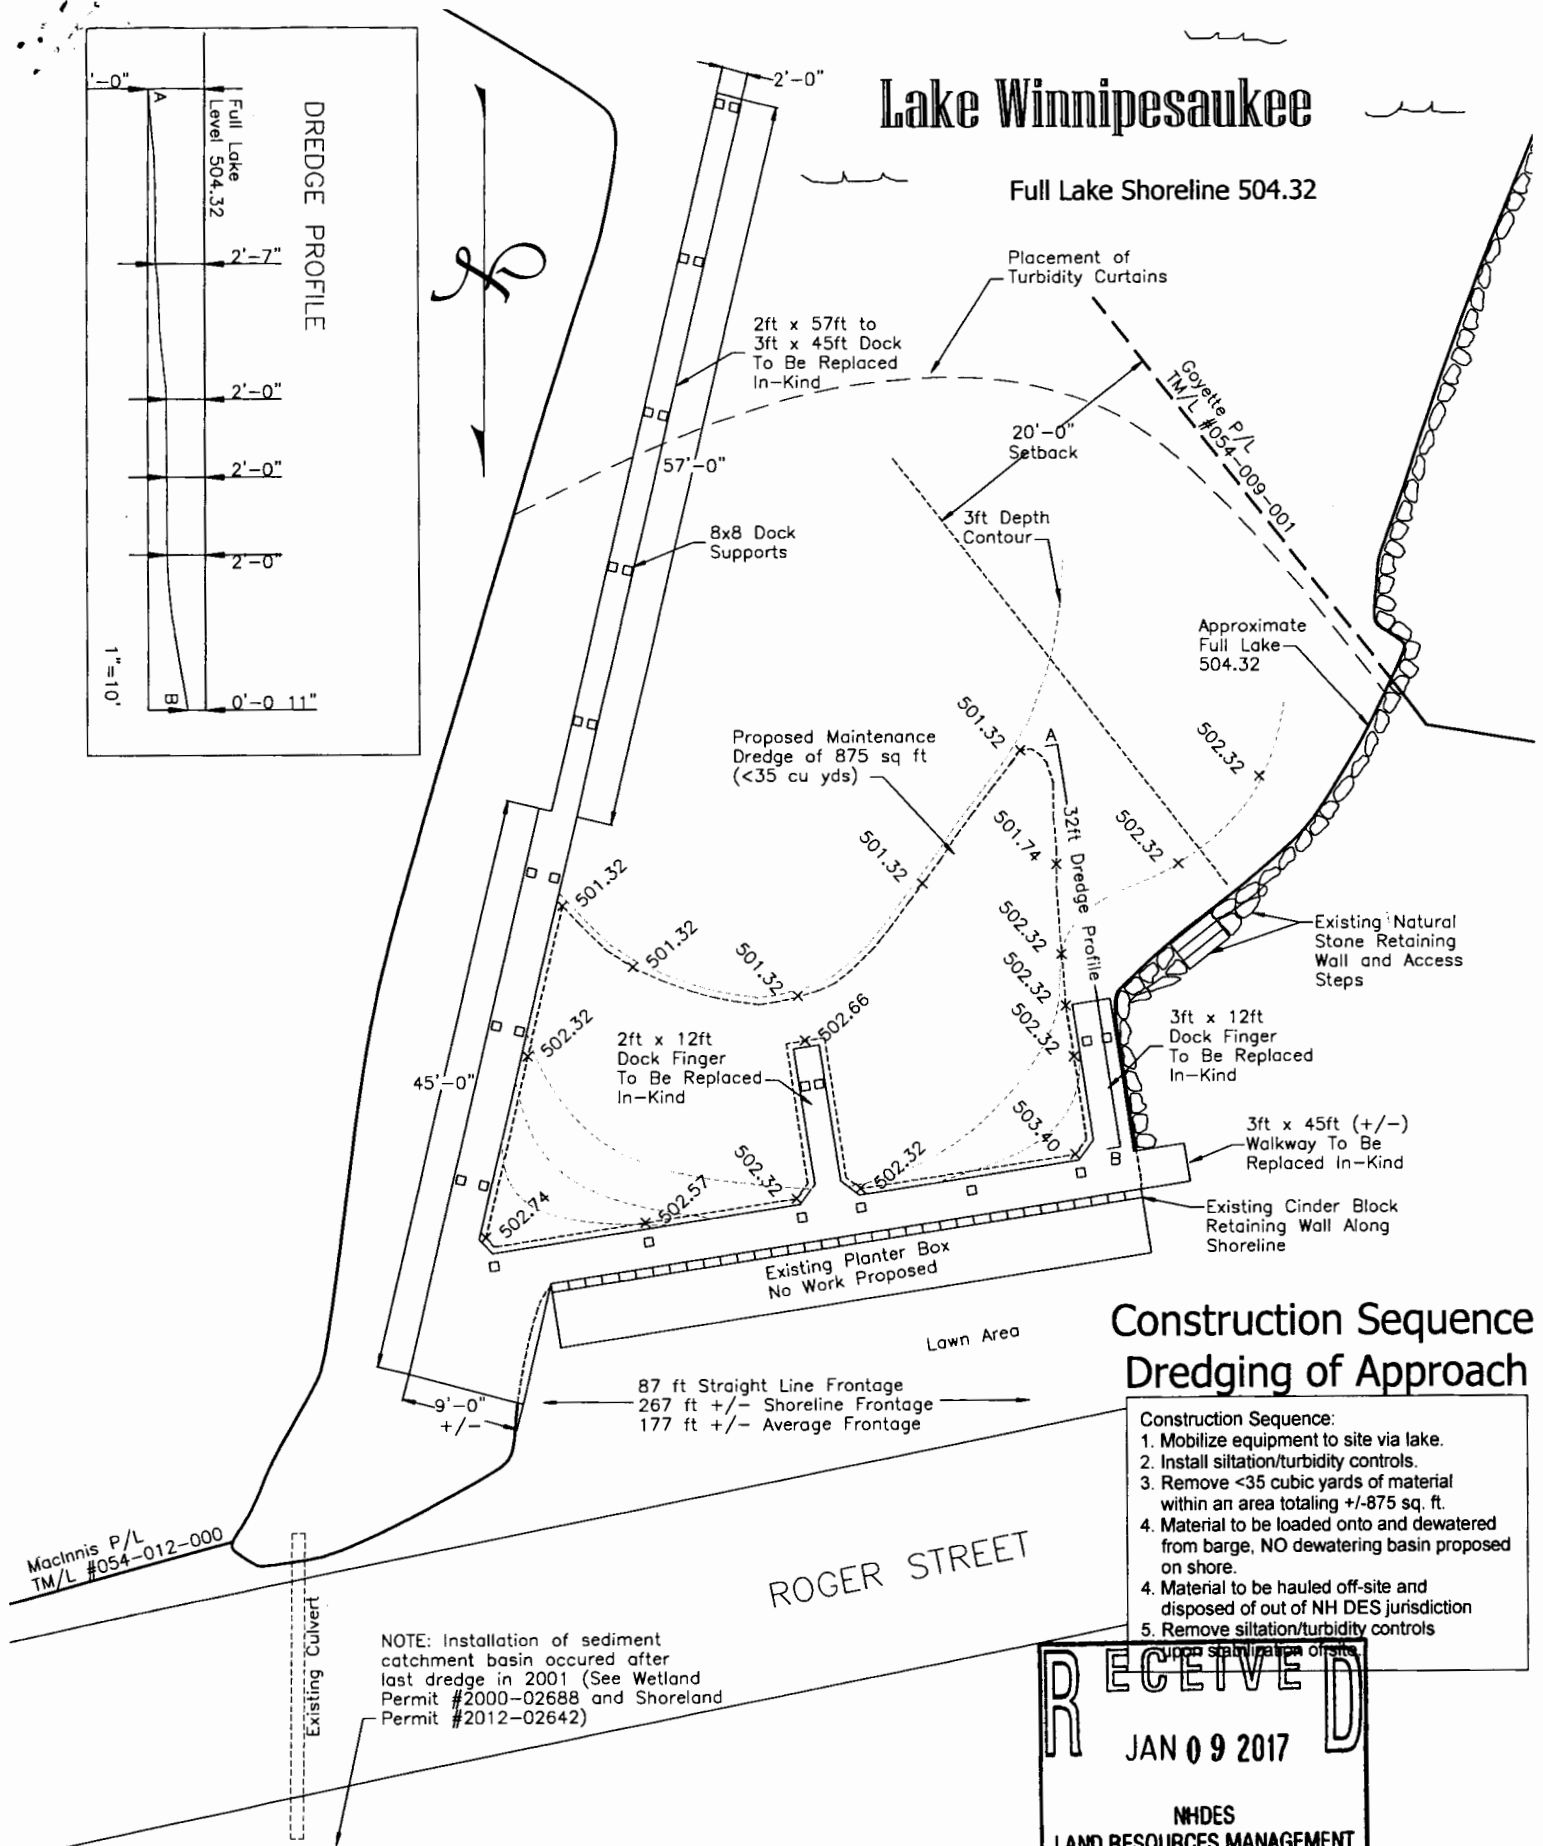 '-0"
A
Full Lake
Level 504.32
DREDGE PROFILE
2'-7"
2'-0"
2'-0"
2'-0"
B
0'-0 11"
1"=10'
2'-0"
Lake Winnipesaukee
Full Lake Shoreline 504.32
Placement of
Turbidity Curtains
2ft x 57ft to
3ft x 45ft Dock
To Be Replaced
In-Kind
Goyette P/L
TM/L #054-009-001
20'-0"
Setback
57'-0"
3ft Depth
Contour
8x8 Dock
Supports
Approximate
Full Lake
504.32
501.32
A
502.32
Proposed Maintenance
Dredge of 875 sq ft
(<35 cu yds)
32ft Dredge Profile
501.74
502.32
501.32
501.32
501.32
501.32
502.32
502.32
502.32
Existing Natural
Stone Retaining
Wall and Access
Steps
502.32
502.66
2ft x 12ft
Dock Finger
To Be Replaced
In-Kind
3ft x 12ft
Dock Finger
To Be Replaced
In-Kind
45'-0"
503.40
3ft x 45ft (+/-)
Walkway To Be
Replaced In-Kind
B
502.32
502.32
502.57
502.74
Existing Cinder Block
Retaining Wall Along
Shoreline
Existing Planter Box
No Work Proposed
Lawn Area
Construction Sequence
Dredging of Approach
87 ft Straight Line Frontage
267 ft +/- Shoreline Frontage
177 ft +/- Average Frontage
9'-0"
+/-
Construction Sequence:
1. Mobilize equipment to site via lake.
2. Install siltation/turbidity controls.
3. Remove <35 cubic yards of material
within an area totaling +/-875 sq. ft.
4. Material to be loaded onto and dewatered
from barge, NO dewatering basin proposed
on shore.
4. Material to be hauled off-site and
disposed of out of NH DES jurisdiction
5. Remove siltation/turbidity controls
upon stabilization of site.
MacInnis P/L
TM/L #054-012-000
ROGER STREET
Existing Culvert
NOTE: Installation of sediment
catchment basin occured after
last dredge in 2001 (See Wetland
Permit #2000-02688 and Shoreland
Permit #2012-02642)
RECEIVED
JAN 09 2017
NHDES
LAND RESOURCES MANAGEMENT